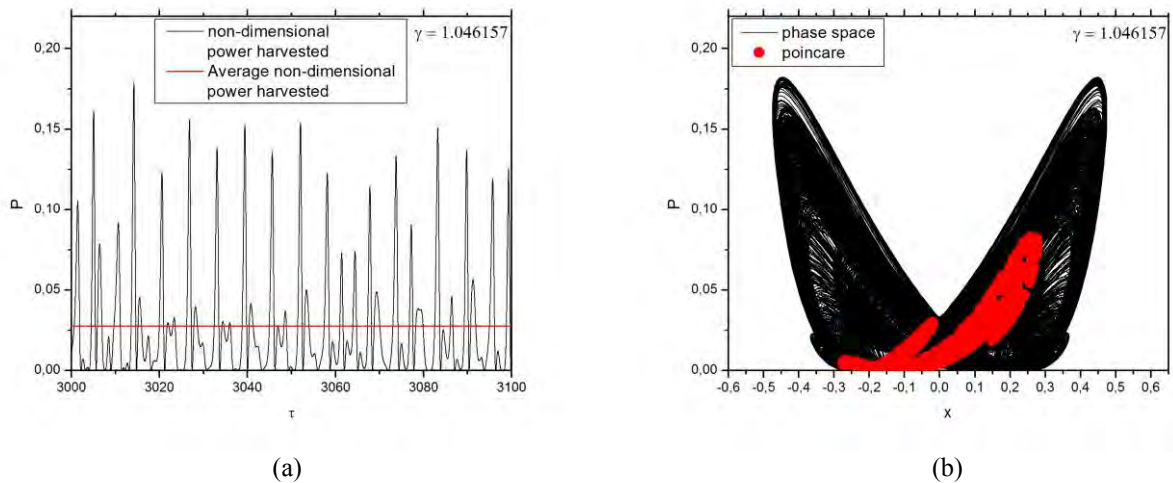 non-dimensional
power harvested
Average non-dimensional
power harvested
γ = 1.046157
0,20
0,15
0,10
0,05
0,00
P
3000 3020 3040 3060 3080 3100
τ
(a)
phase space
poincare
γ = 1.046157
0,20
0,15
0,10
0,05
0,00
P
-0,6 -0,5 -0,4 -0,3 -0,2 -0,1 0,0 0,1 0,2 0,3 0,4 0,5 0,6
x
(b)